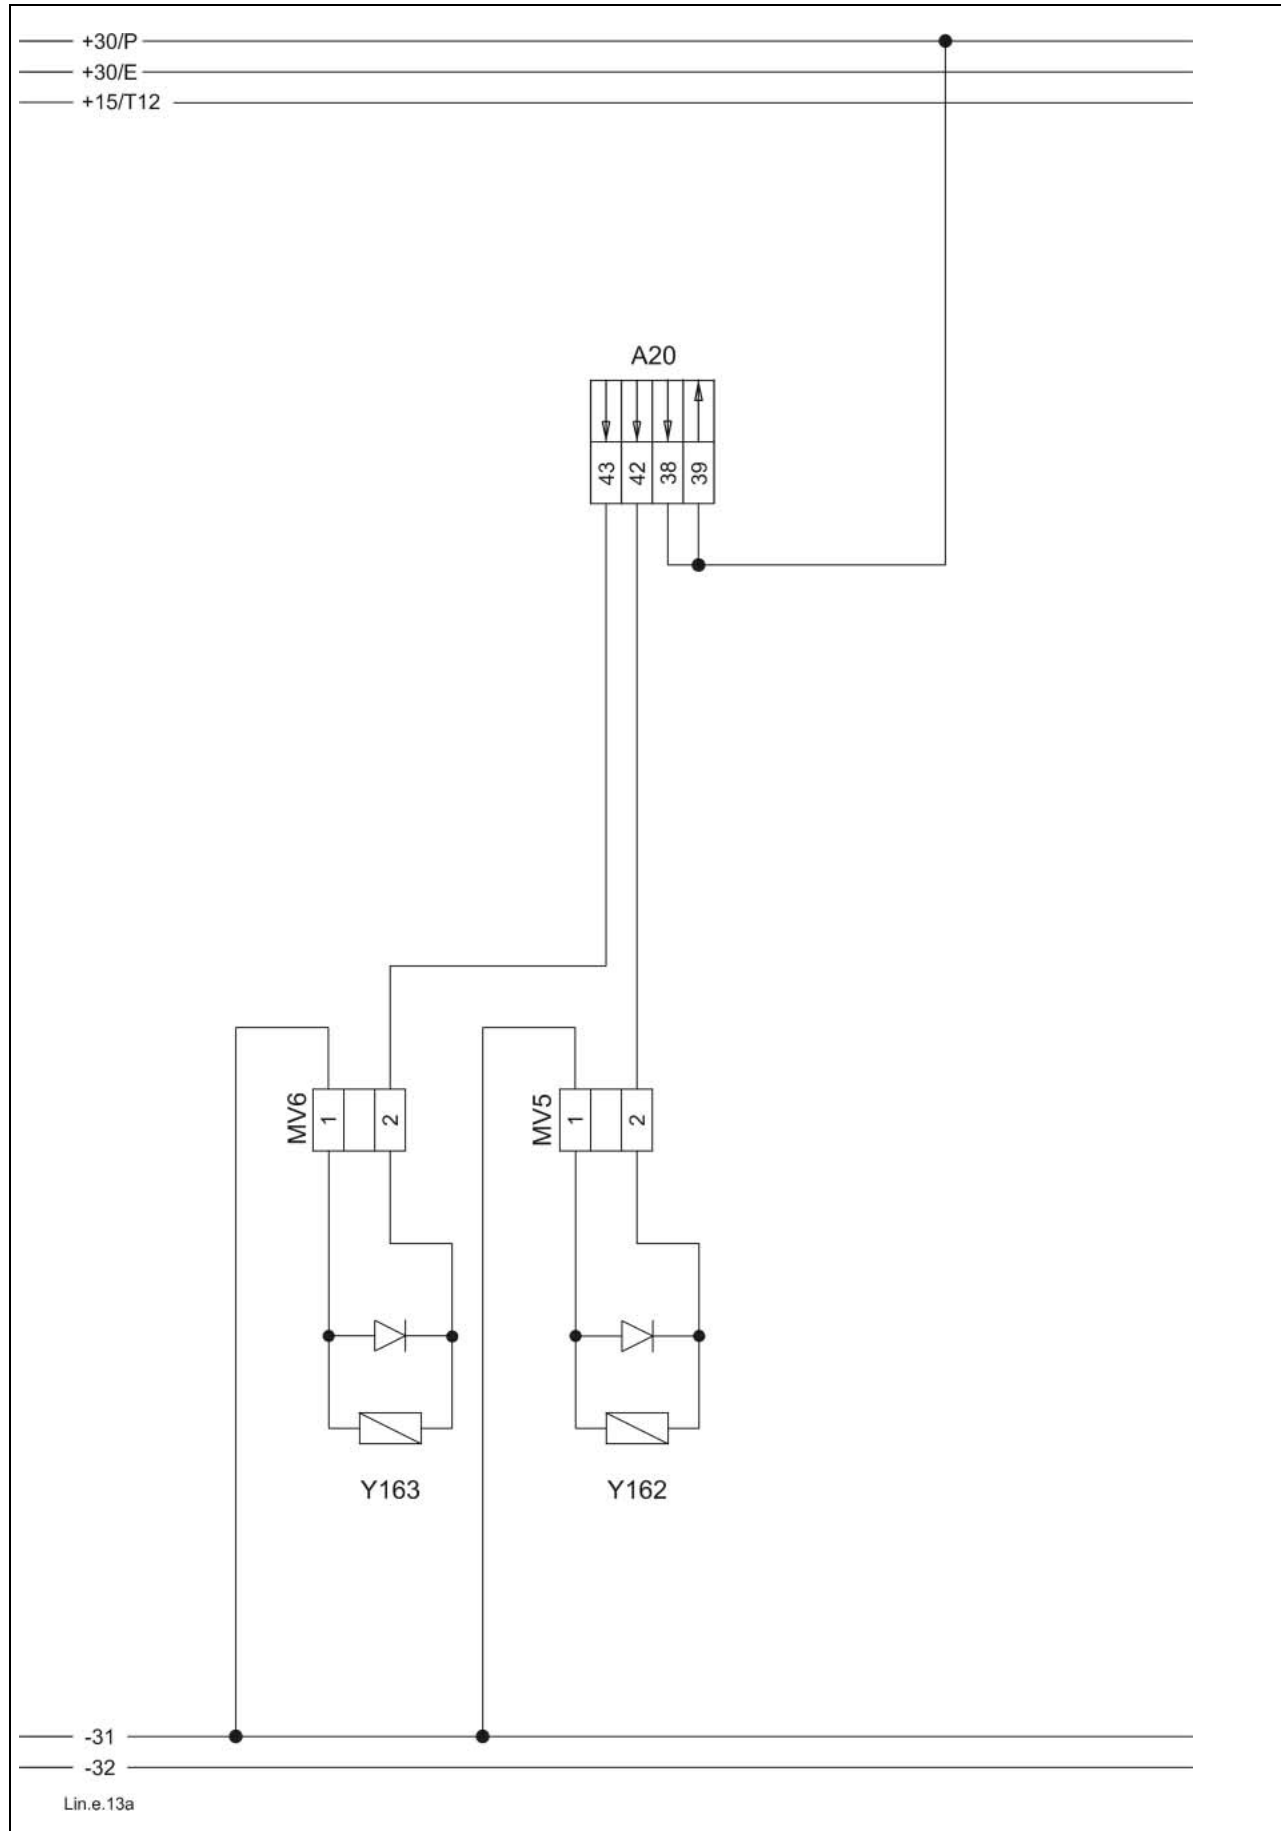 +30/P
+30/E
+15/T12
A20
43 42 38 39
MV6 1 2 MV5 1 2
Y163 Y162
-31
-32
Lin.e.13a